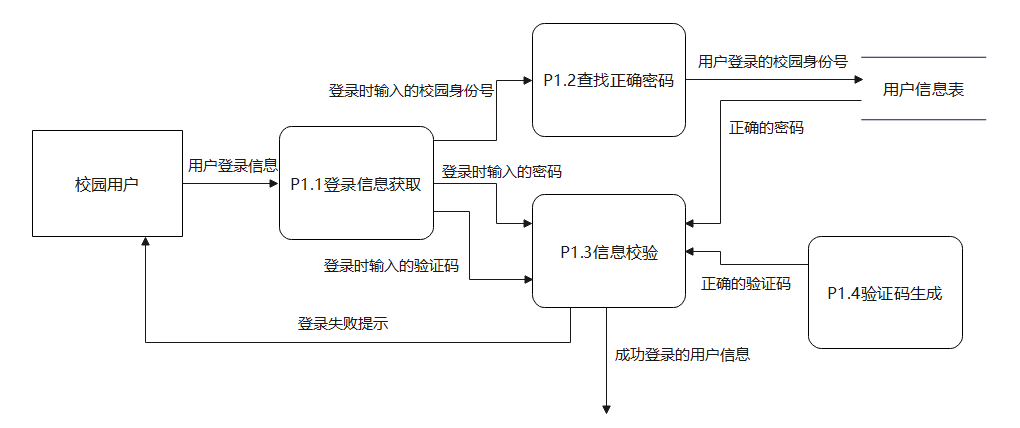 P1.2查找正确密码
用户登录的校园身份号
用户信息表
登录时输入的校园身份号
正确的密码
校园用户
用户登录信息
P1.1登录信息获取
登录时输入的密码
P1.3信息校验
登录时输入的验证码
正确的验证码
P1.4验证码生成
登录失败提示
成功登录的用户信息